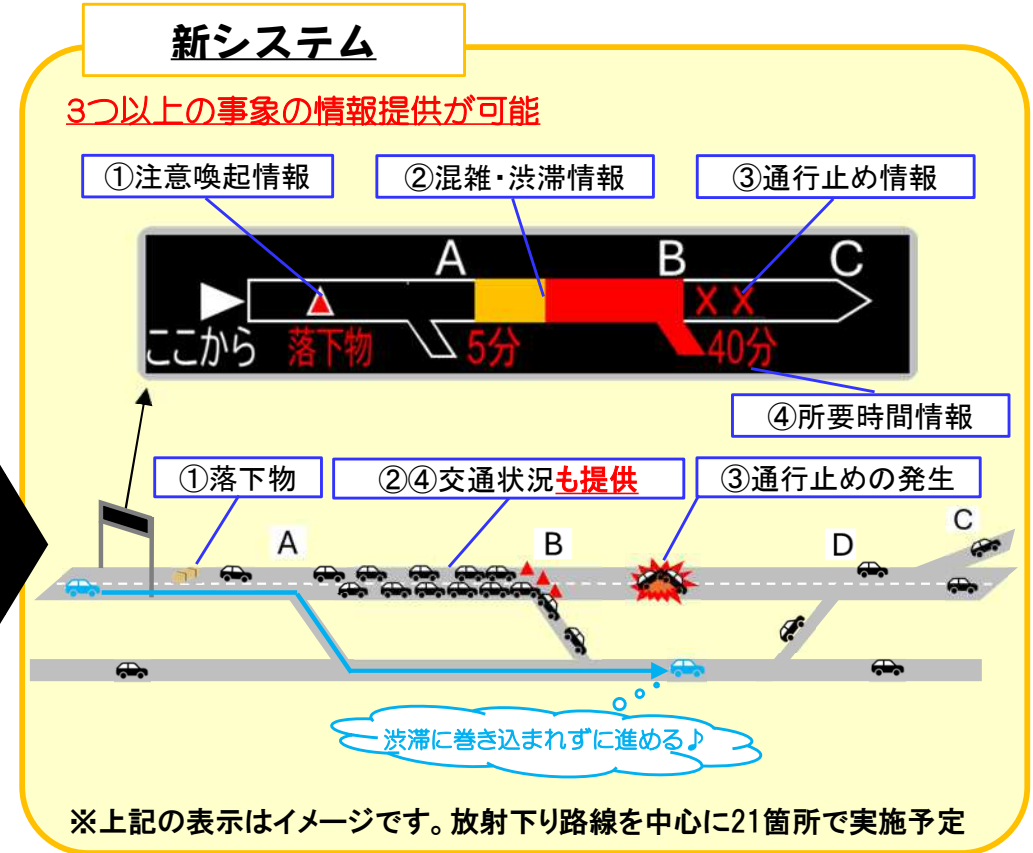 新システム
3つ以上の事象の情報提供が可能
①注意喚起情報
②混雑・渋滞情報
③通行止め情報
A
B
C
ここから
落下物
5分
X X
40分
④所要時間情報
①落下物
②④交通状況も提供
③通行止めの発生
A
B
D
C
渋滞に巻き込まれずに進める♪
※上記の表示はイメージです。放射下り路線を中心に21箇所で実施予定